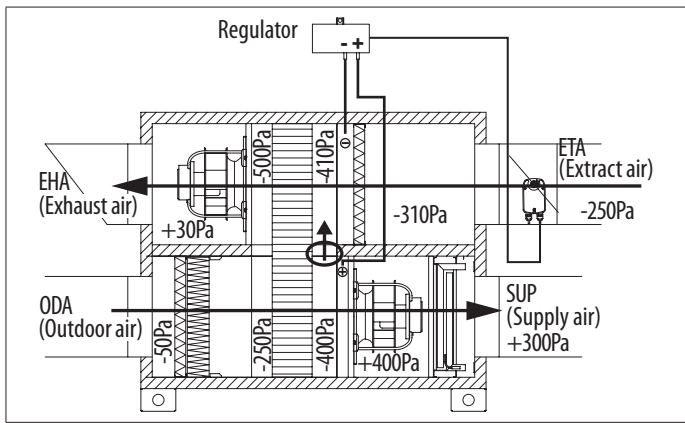 Regulator
- +
ETA
(Extract air)
-250Pa
-500Pa
-410Pa
-310Pa
EHA
(Exhaust air)
+30Pa
ODA
(Outdoor air)
-50Pa
-250Pa
-400Pa
+400Pa
SUP
(Supply air)
+300Pa